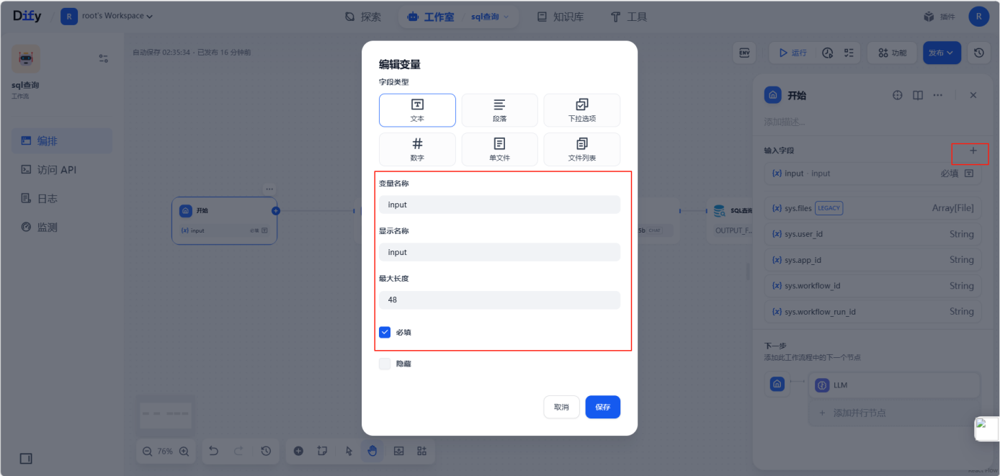 Dify
R
root's Workspace
探索
工作室
sql查询
知识库
工具
插件
R
sql查询
工作流
编排
访问 API
日志
监测
自动保存 02:35:34 · 已发布 16 分钟前
ENV
运行
功能
发布
开始
input
必填
5b
CHAT
SQL查询
OUTPUT_F...
76%
编辑变量
字段类型
文本
段落
下拉选项
数字
单文件
文件列表
变量名称
input
显示名称
input
最大长度
48
必填
隐藏
取消
保存
开始
添加描述...
输入字段
{x} input · input
必填
{x} sys.files LEGACY
Array[File]
{x} sys.user_id
String
{x} sys.app_id
String
{x} sys.workflow_id
String
{x} sys.workflow_run_id
String
下一步
添加此工作流程中的下一个节点
LLM
添加并行节点
React Flow